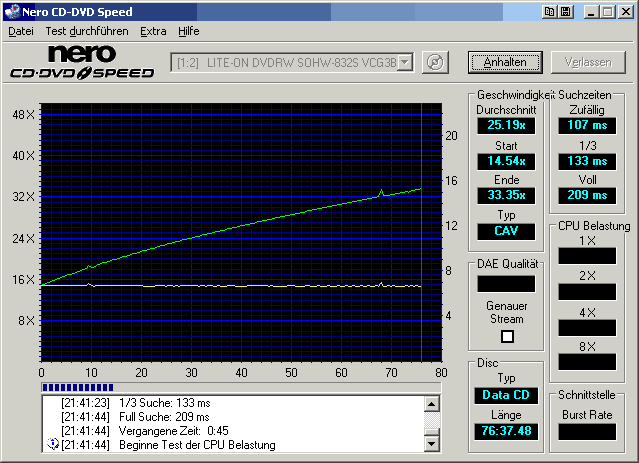 Nero CD-DVD Speed
Datei Test durchführen Extra Hilfe
nero
CD·DVD SPEED
[1:2] LITE-ON DVDRW SOHW-832S VCG3B
Anhalten
Verlassen
48 X
40 X
32 X
24 X
16 X
8 X
20
16
12
8
4
0 10 20 30 40 50 60 70 80
Geschwindigkeit
Durchschnitt
25.19x
Start
14.54x
Ende
33.35x
Typ
CAV
Suchzeiten
Zufällig
107 ms
1/3
133 ms
Voll
209 ms
DAE Qualität
Genauer
Stream
CPU Belastung
1 X
2 X
4 X
8 X
Disc
Typ
Data CD
Länge
76:37.48
Schnittstelle
Burst Rate
[21:41:23] 1/3 Suche: 133 ms
[21:41:44] Full Suche: 209 ms
[21:41:44] Vergangene Zeit: 0:45
[21:41:44] Beginne Test der CPU Belastung